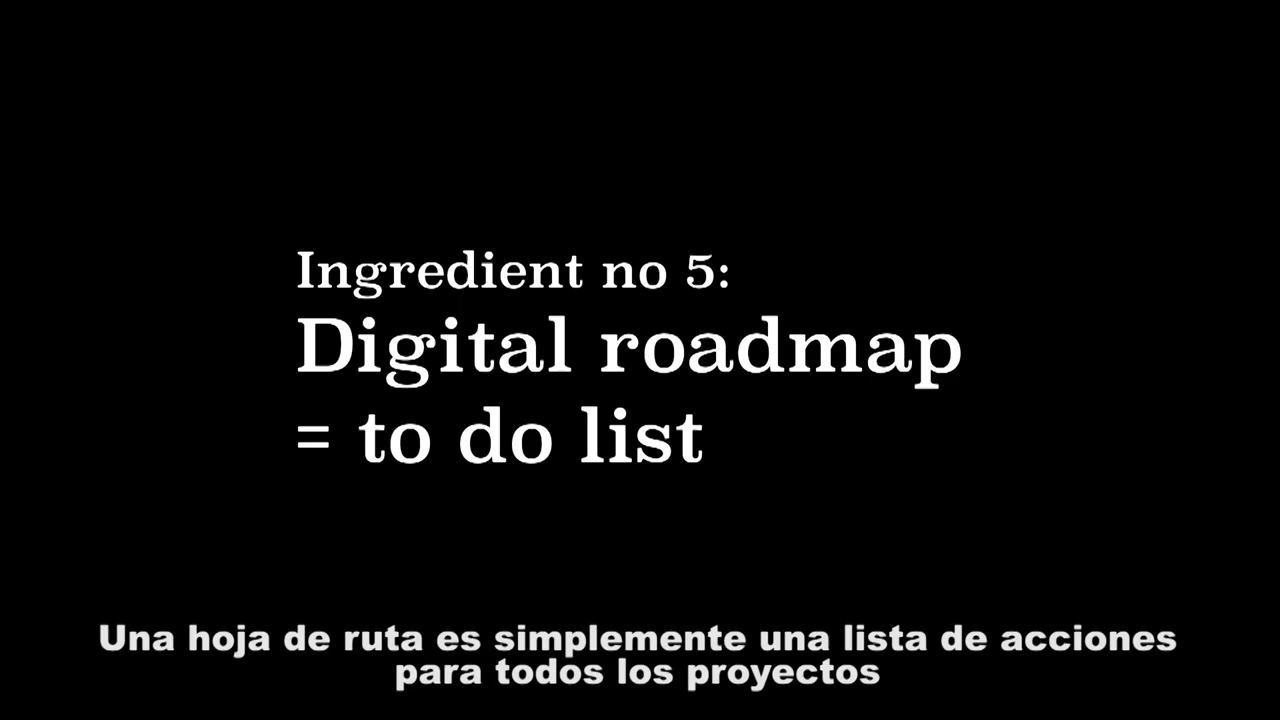 Ingredient no 5:
Digital roadmap
= to do list
Una hoja de ruta es simplemente una lista de acciones
para todos los proyectos